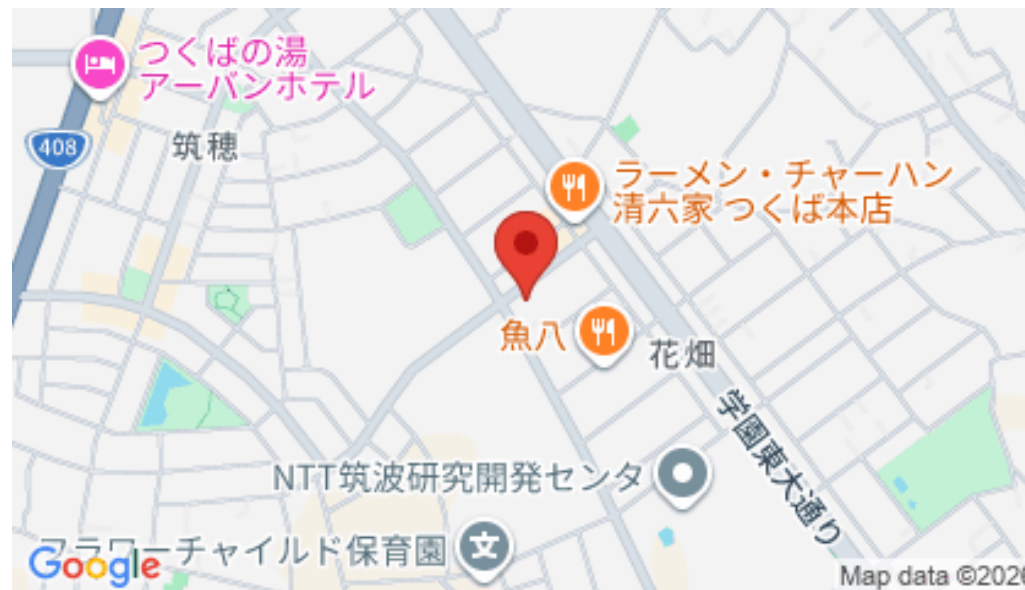 つくばの湯
アーバンホテル
408
筑穂
ラーメン・チャーハン
清六家 つくば本店
魚八
花畑
学園東大通り
NTT筑波研究開発センタ
フラワーチャイルド保育園
文
Google
Map data ©2026